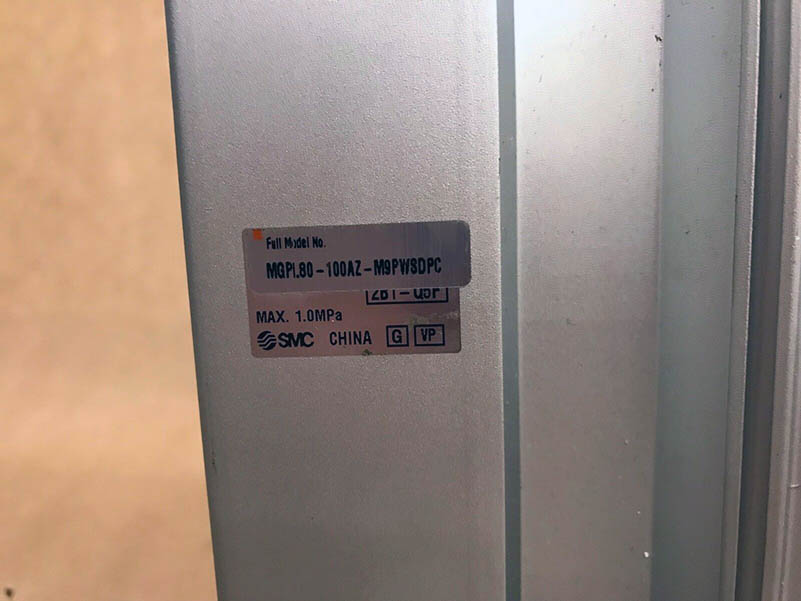 Full Model No.
MGPL80-100AZ-M9PWSDPC
MAX. 1.0MPa
SMC CHINA G VP